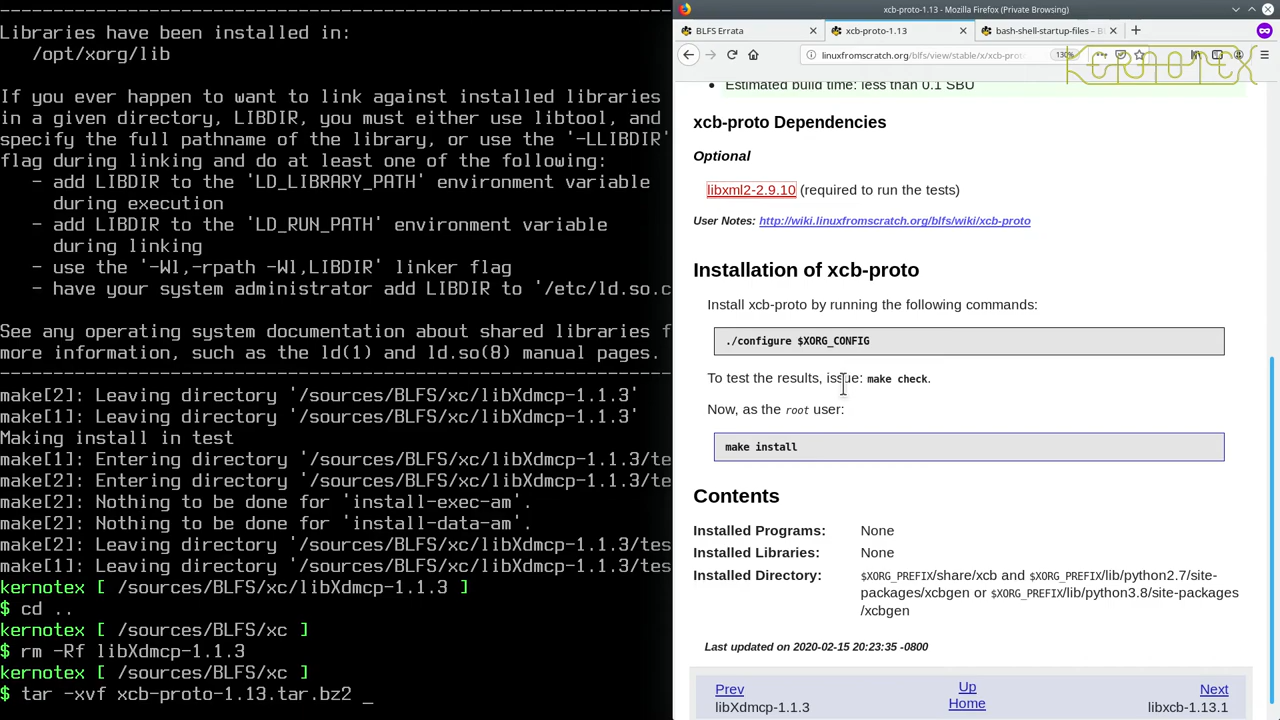 Libraries have been installed in:
/opt/xorg/lib
If you ever happen to want to link against installed libraries
in a given directory, LIBDIR, you must either use libtool, and
specify the full pathname of the library, or use the '-LLIBDIR'
flag during linking and do at least one of the following:
- add LIBDIR to the 'LD_LIBRARY_PATH' environment variable
during execution
- add LIBDIR to the 'LD_RUN_PATH' environment variable
during linking
- use the '-Wl,-rpath -Wl,LIBDIR' linker flag
- have your system administrator add LIBDIR to '/etc/ld.so.c
See any operating system documentation about shared libraries f
more information, such as the ld(1) and ld.so(8) manual pages.
make[2]: Leaving directory '/sources/BLFS/xc/libXdmcp-1.1.3'
make[1]: Leaving directory '/sources/BLFS/xc/libXdmcp-1.1.3'
Making install in test
make[1]: Entering directory '/sources/BLFS/xc/libXdmcp-1.1.3/te
make[2]: Entering directory '/sources/BLFS/xc/libXdmcp-1.1.3/te
make[2]: Nothing to be done for 'install-exec-am'.
make[2]: Nothing to be done for 'install-data-am'.
make[2]: Leaving directory '/sources/BLFS/xc/libXdmcp-1.1.3/tes
make[1]: Leaving directory '/sources/BLFS/xc/libXdmcp-1.1.3/tes
kernotex [ /sources/BLFS/xc/libXdmcp-1.1.3 ]
$ cd ..
kernotex [ /sources/BLFS/xc ]
$ rm -Rf libXdmcp-1.1.3
kernotex [ /sources/BLFS/xc ]
$ tar -xvf xcb-proto-1.13.tar.bz2 _
xcb-proto-1.13 - Mozilla Firefox (Private Browsing)
BLFS Errata
xcb-proto-1.13
bash-shell-startup-files – B
linuxfromscratch.org/blfs/view/stable/x/xcb-pro
130%
KERNOTEX
• Estimated build time: less than 0.1 SBU
xcb-proto Dependencies
Optional
libxml2-2.9.10 (required to run the tests)
User Notes: http://wiki.linuxfromscratch.org/blfs/wiki/xcb-proto
Installation of xcb-proto
Install xcb-proto by running the following commands:
./configure $XORG_CONFIG
To test the results, issue: make check.
Now, as the root user:
make install
Contents
Installed Programs: None
Installed Libraries: None
Installed Directory: $XORG_PREFIX/share/xcb and $XORG_PREFIX/lib/python2.7/site-
packages/xcbgen or $XORG_PREFIX/lib/python3.8/site-packages
/xcbgen
Last updated on 2020-02-15 20:23:35 -0800
Prev
Up
Next
libXdmcp-1.1.3
Home
libxcb-1.13.1